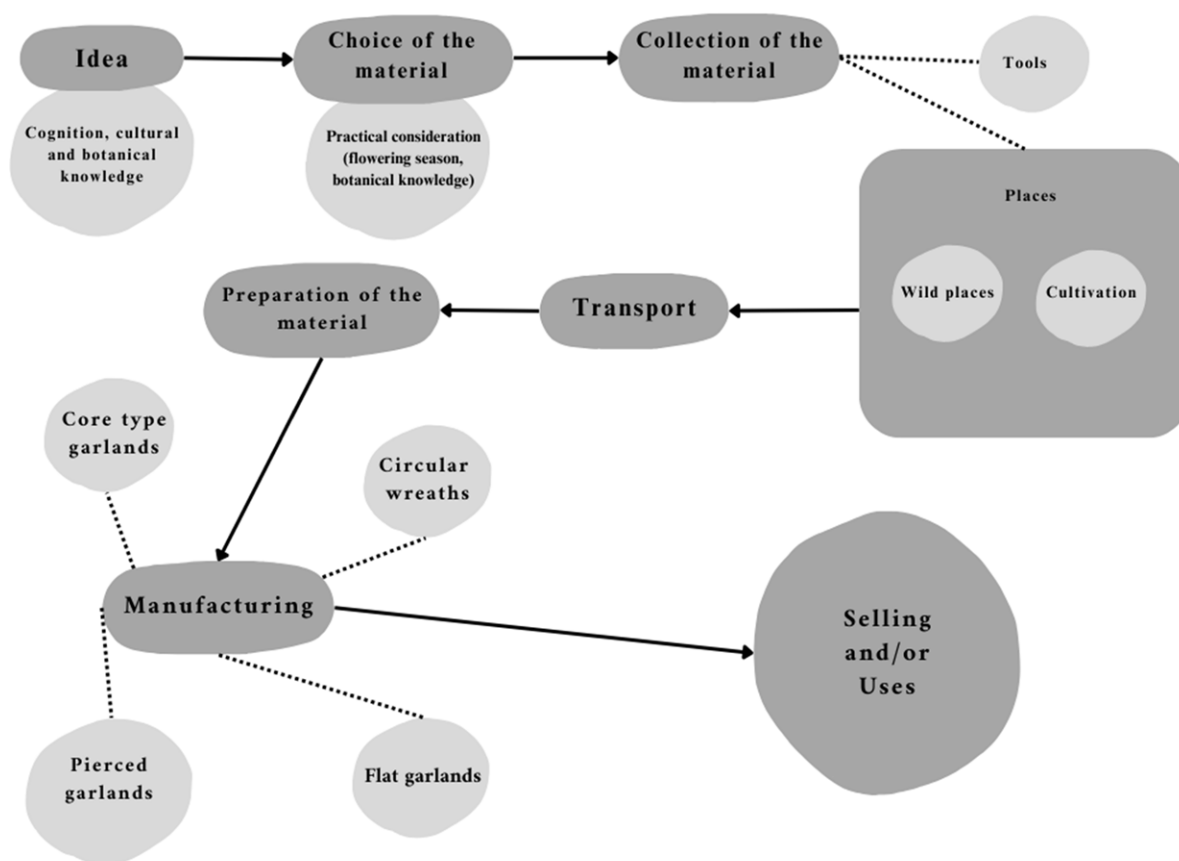 Idea
Cognition, cultural
and botanical
knowledge
Choice of the
material
Practical consideration
(flowering season,
botanical knowledge)
Collection of the
material
Tools
Places
Wild places
Cultivation
Transport
Preparation of the
material
Core type
garlands
Circular
wreaths
Manufacturing
Pierced
garlands
Flat garlands
Selling
and/or
Uses